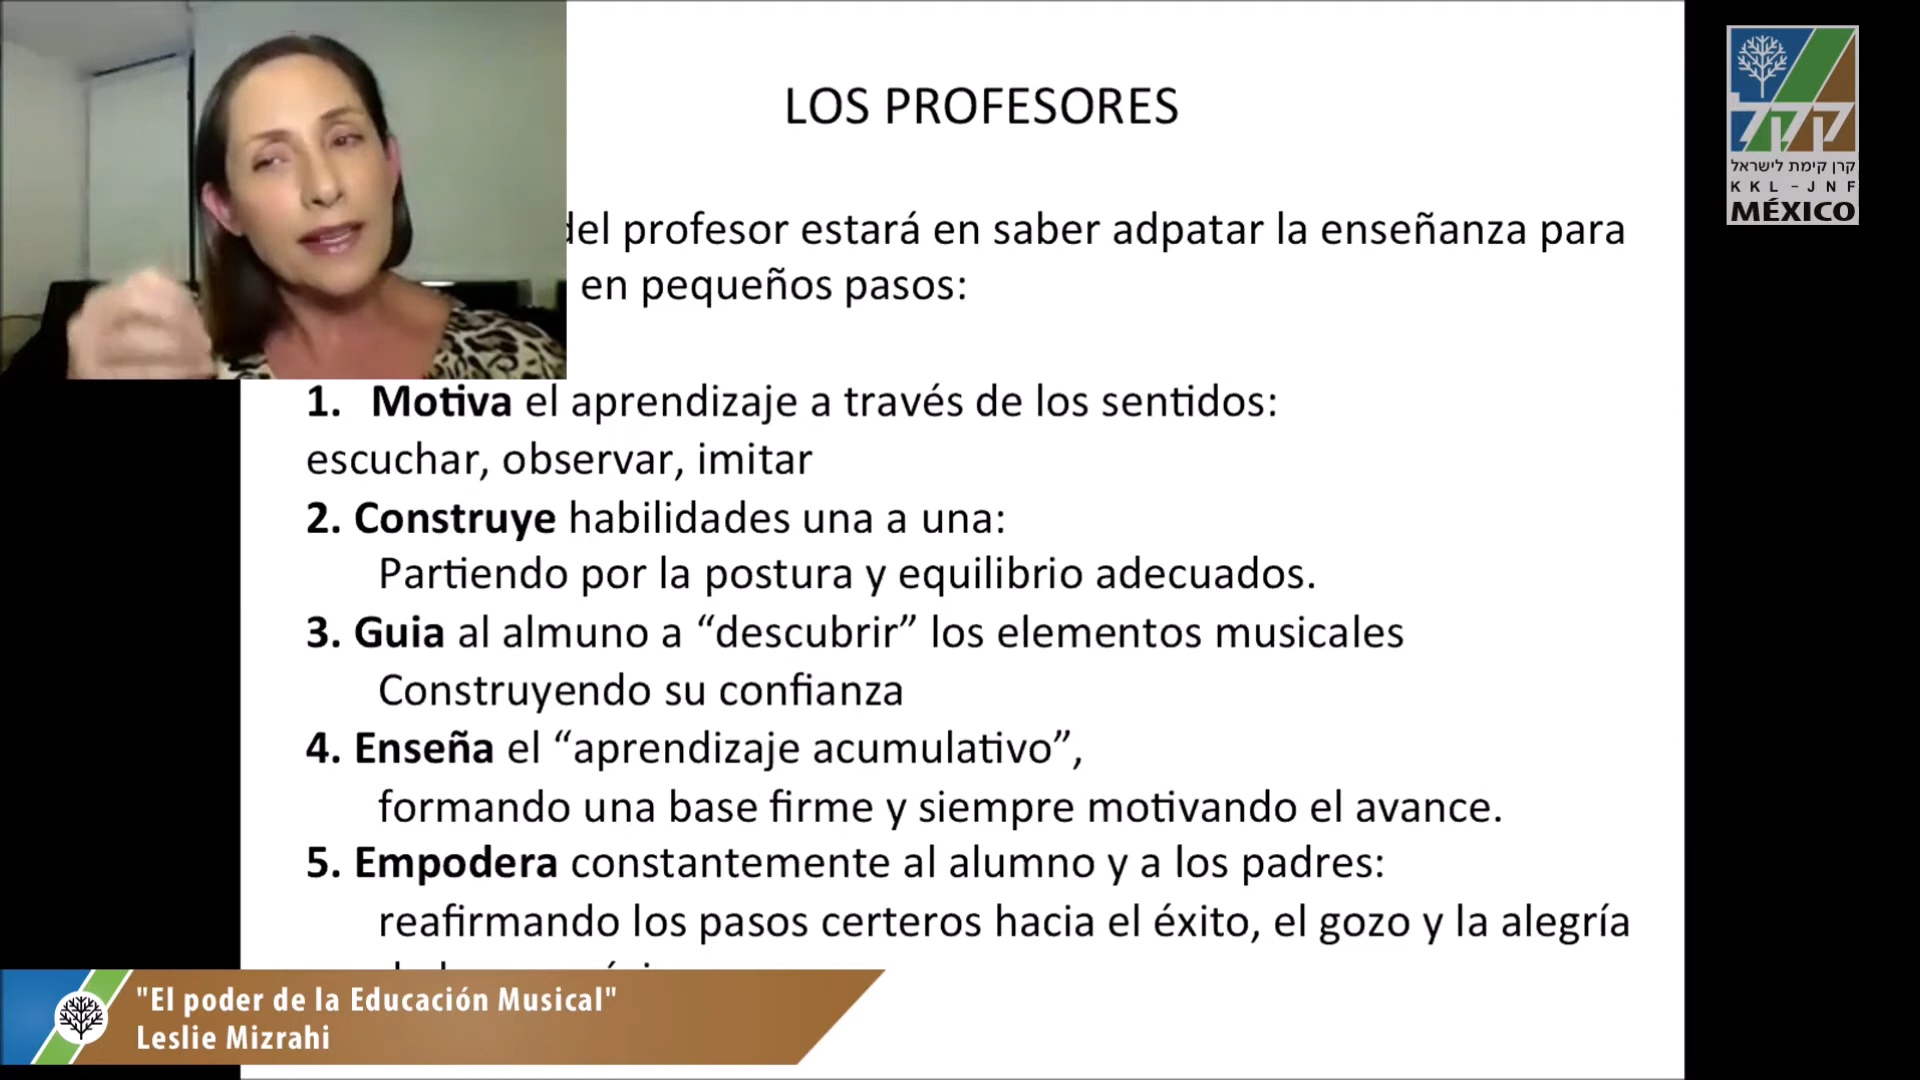 LOS PROFESORES
del profesor estará en saber adpatar la enseñanza para
en pequeños pasos:
1. Motiva el aprendizaje a través de los sentidos:
escuchar, observar, imitar
2. Construye habilidades una a una:
Partiendo por la postura y equilibrio adecuados.
3. Guia al almuno a “descubrir” los elementos musicales
Construyendo su confianza
4. Enseña el “aprendizaje acumulativo”,
formando una base firme y siempre motivando el avance.
5. Empodera constantemente al alumno y a los padres:
reafirmando los pasos certeros hacia el éxito, el gozo y la alegría
"El poder de la Educación Musical"
Leslie Mizrahi
קקל
קרן קימת לישראל
KKL-JNF
MÉXICO